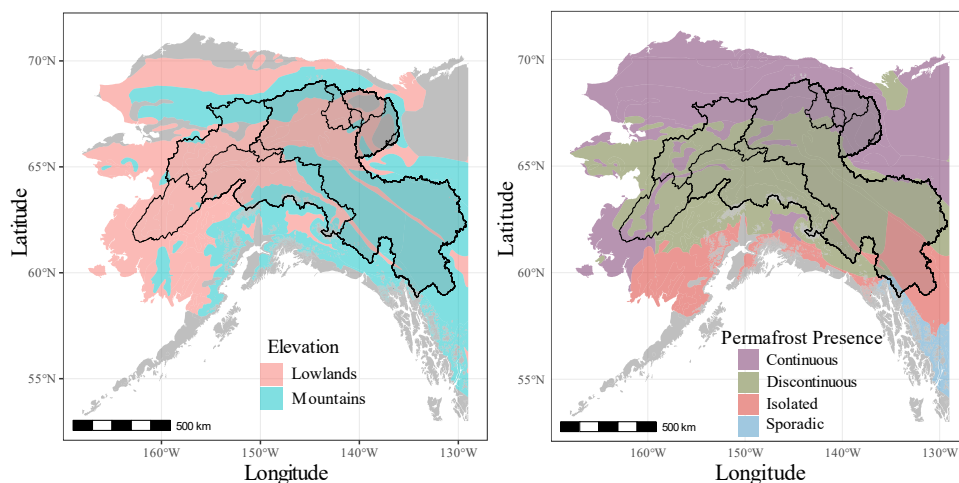 70°N
65°N
60°N
55°N
Latitude
Elevation
Lowlands
Mountains
500 km
160°W
150°W
140°W
130°W
Longitude
70°N
65°N
60°N
55°N
Latitude
Permafrost Presence
Continuous
Discontinuous
Isolated
Sporadic
500 km
160°W
150°W
140°W
130°W
Longitude